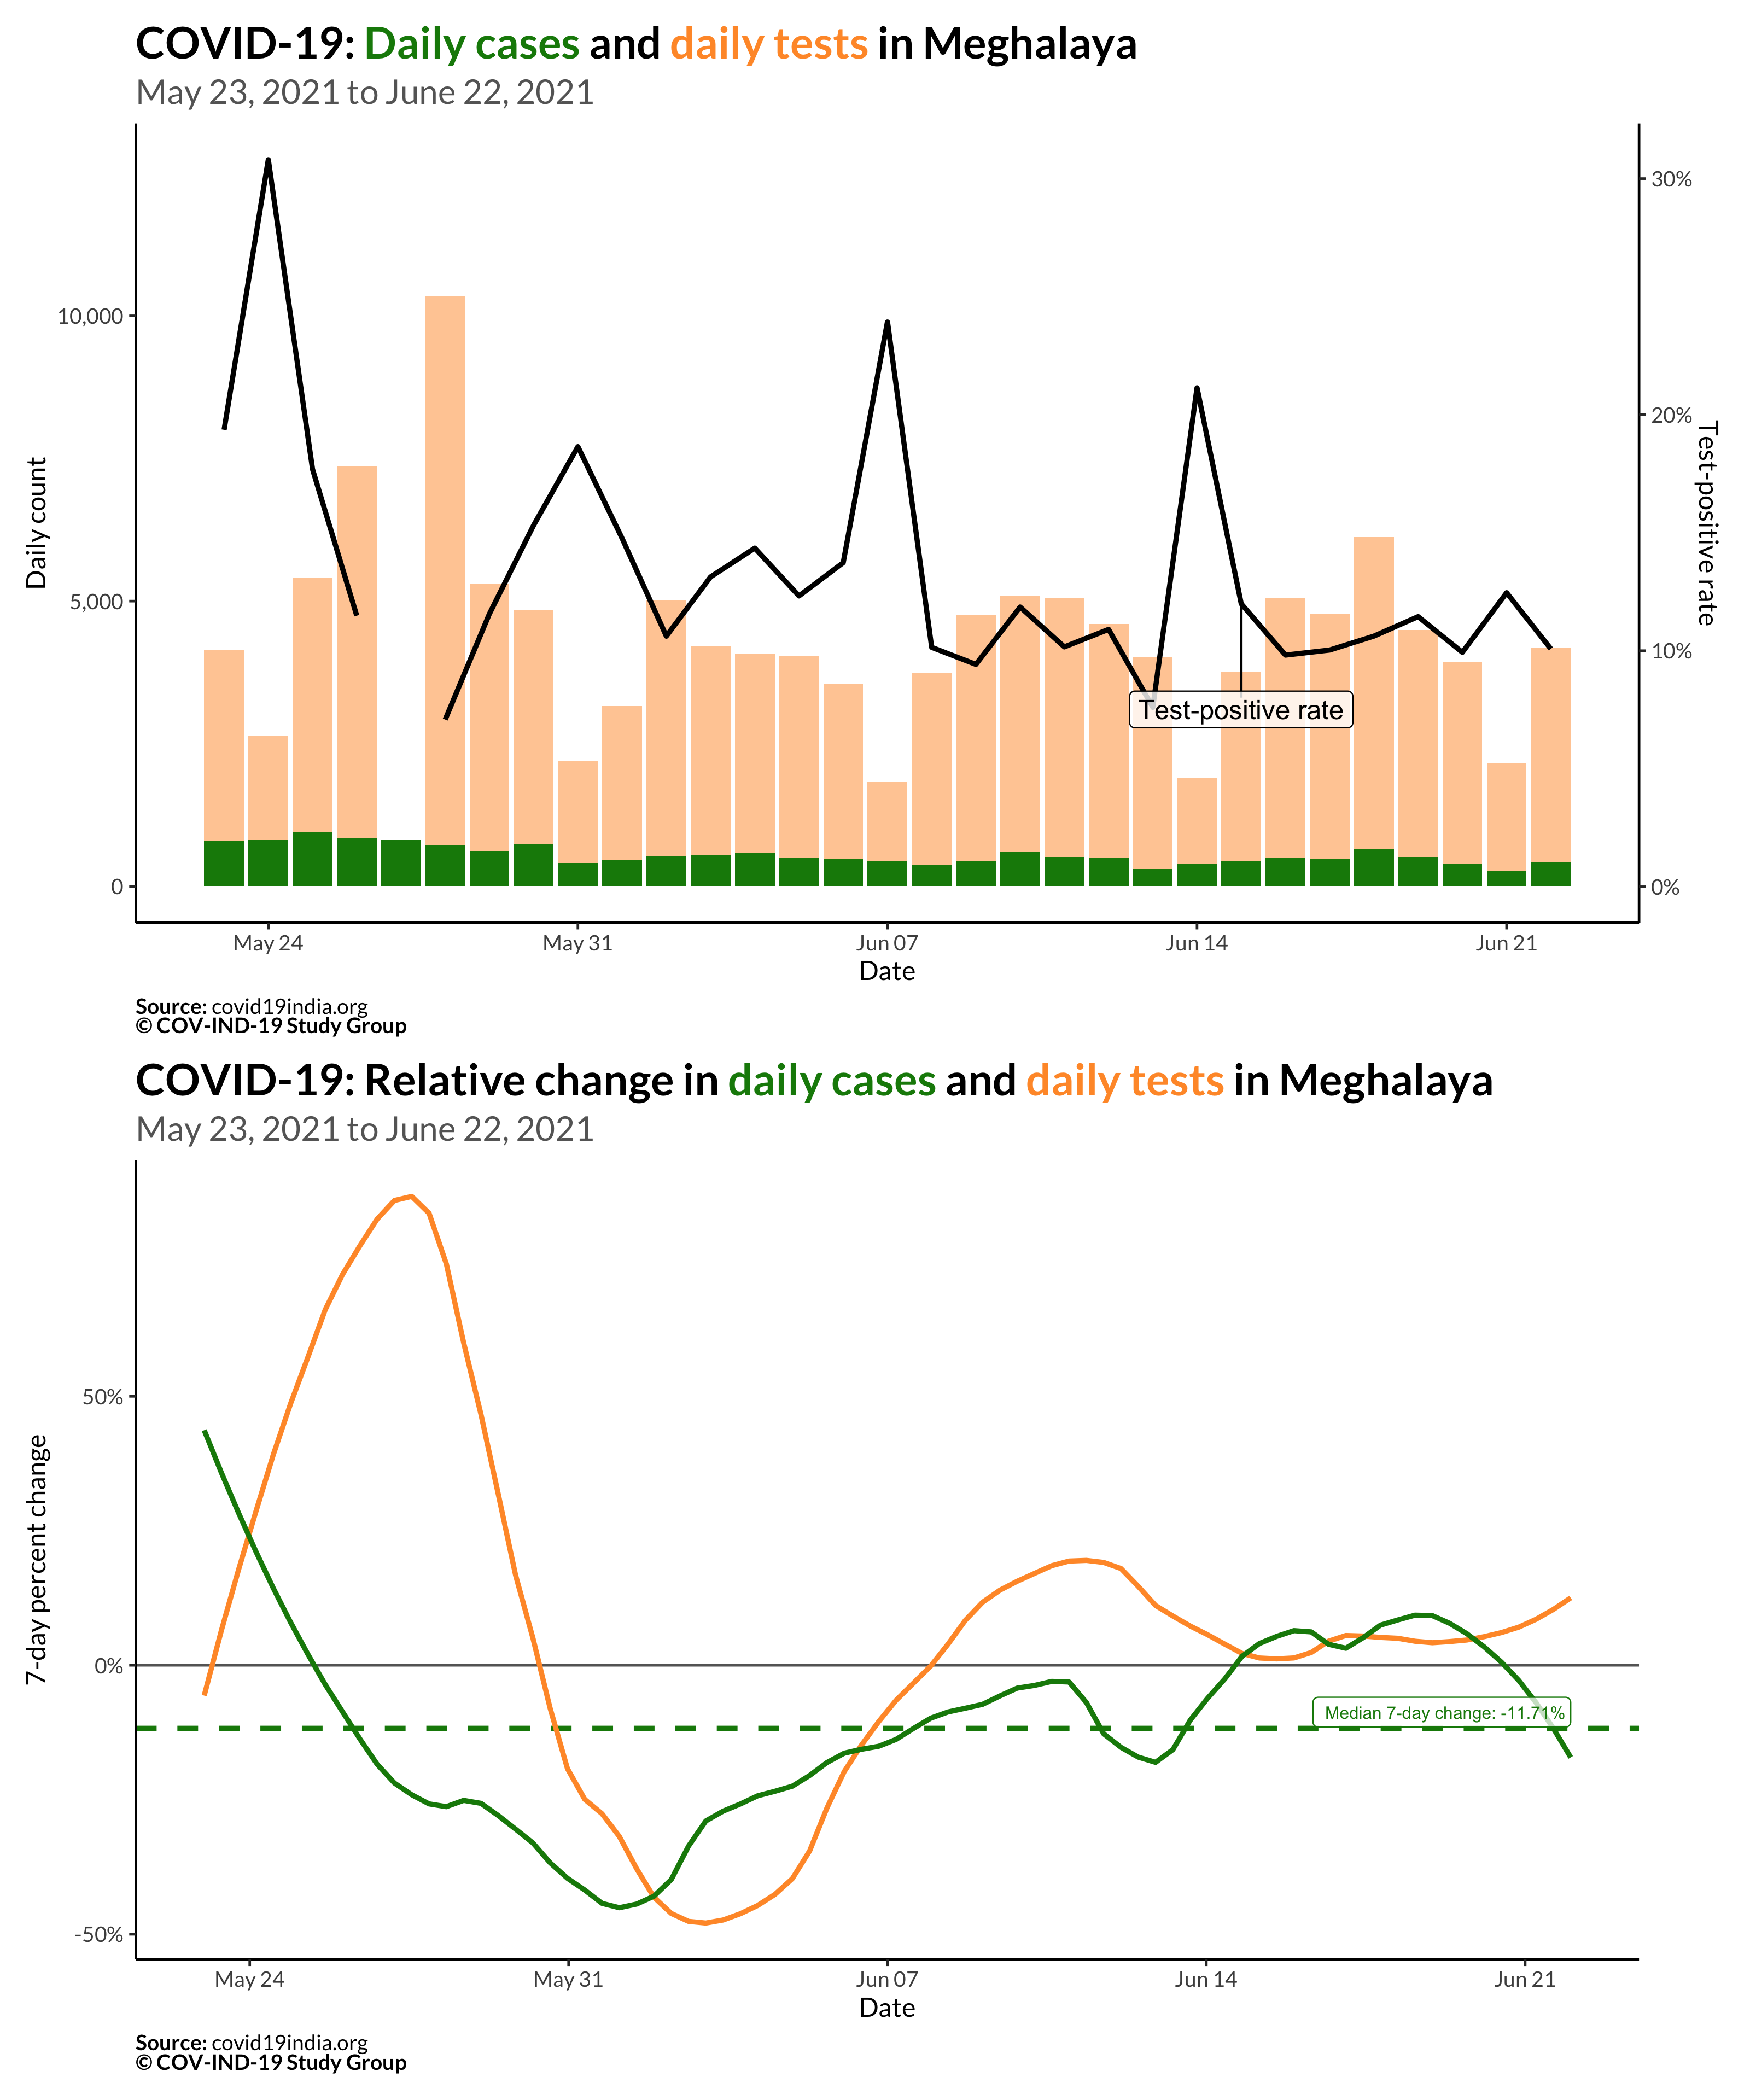 COVID-19: Daily cases and daily tests in Meghalaya
May 23, 2021 to June 22, 2021
Daily count
10,000
5,000
0
30%
20%
10%
0%
Test-positive rate
Test-positive rate
May 24
May 31
Jun 07
Jun 14
Jun 21
Date
Source: covid19india.org
© COV-IND-19 Study Group
COVID-19: Relative change in daily cases and daily tests in Meghalaya
May 23, 2021 to June 22, 2021
7-day percent change
50%
0%
-50%
Median 7-day change: -11.71%
May 24
May 31
Jun 07
Jun 14
Jun 21
Date
Source: covid19india.org
© COV-IND-19 Study Group